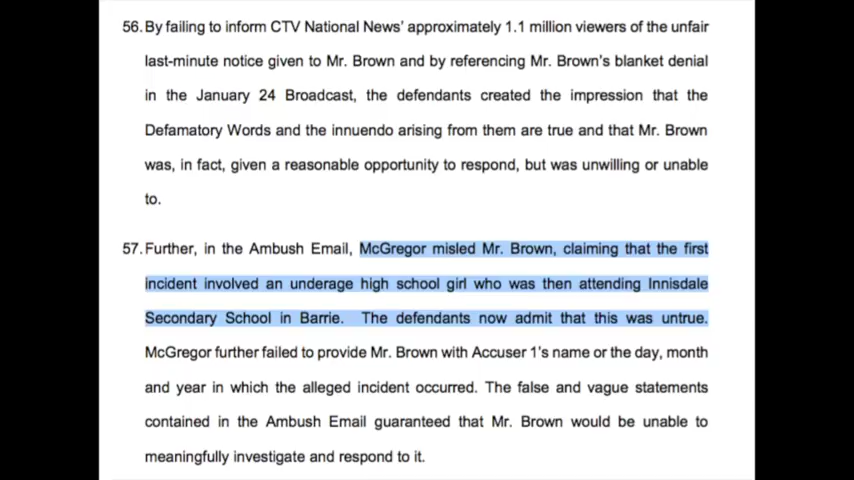 56. By failing to inform CTV National News' approximately 1.1 million viewers of the unfair
last-minute notice given to Mr. Brown and by referencing Mr. Brown's blanket denial
in the January 24 Broadcast, the defendants created the impression that the
Defamatory Words and the innuendo arising from them are true and that Mr. Brown
was, in fact, given a reasonable opportunity to respond, but was unwilling or unable
to.
57. Further, in the Ambush Email, McGregor misled Mr. Brown, claiming that the first
incident involved an underage high school girl who was then attending Innisdale
Secondary School in Barrie. The defendants now admit that this was untrue.
McGregor further failed to provide Mr. Brown with Accuser 1's name or the day, month
and year in which the alleged incident occurred. The false and vague statements
contained in the Ambush Email guaranteed that Mr. Brown would be unable to
meaningfully investigate and respond to it.